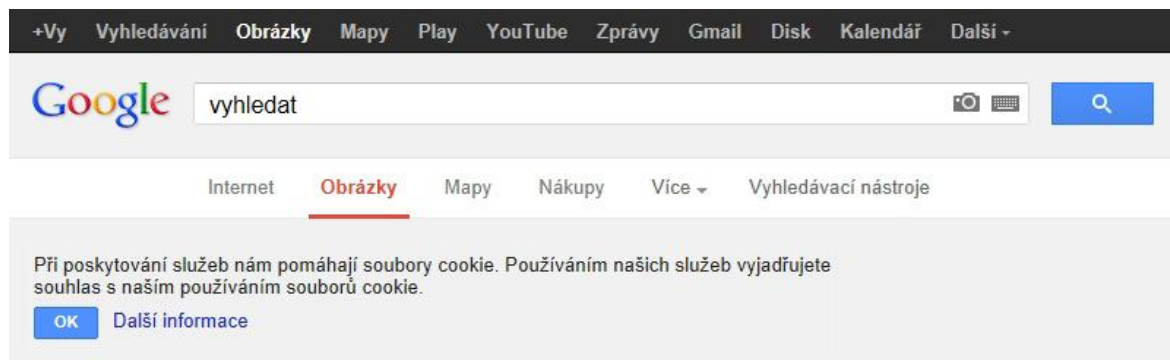 +Vy Vyhledávání Obrázky Mapy Play YouTube Zprávy Gmail Disk Kalendář Další
Google vyhledat
Internet Obrázky Mapy Nákupy Více Vyhledávací nástroje
Při poskytování služeb nám pomáhají soubory cookie. Používáním našich služeb vyjadřujete
souhlas s naším používáním souborů cookie.
OK Další informace